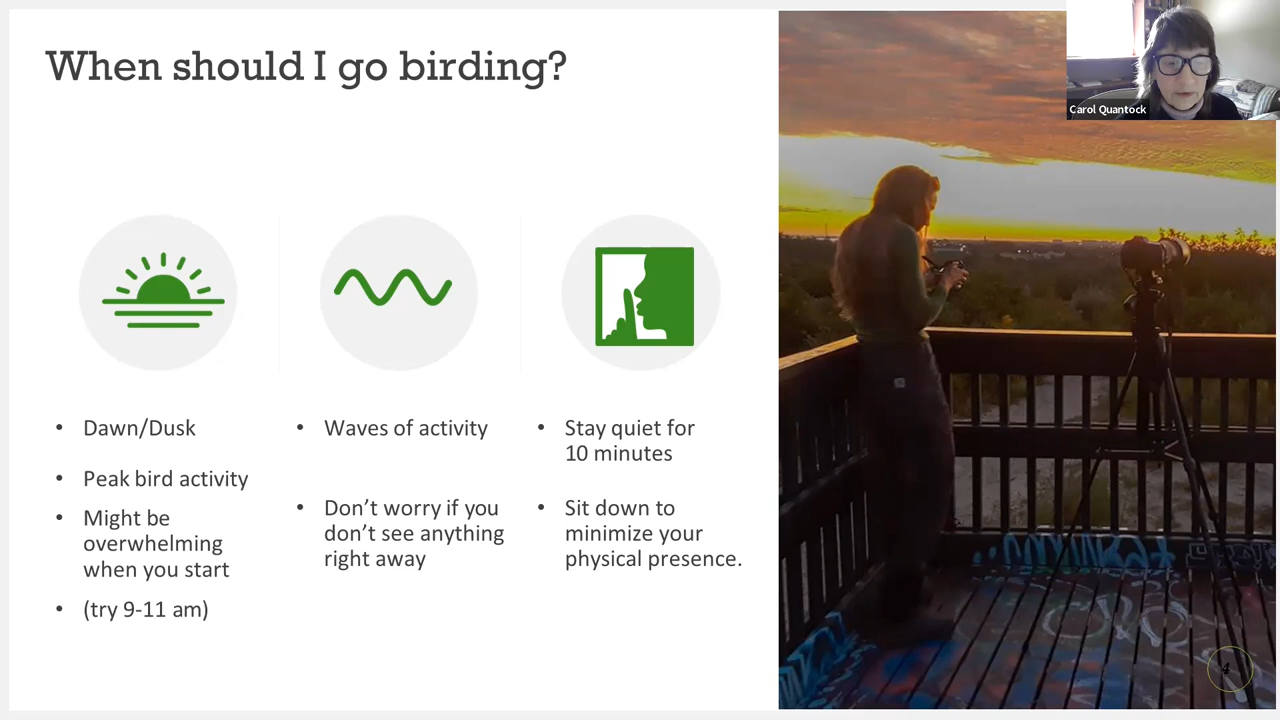 When should I go birding?
Carol Quantock
• Dawn/Dusk
• Peak bird activity
• Might be
overwhelming
when you start
• (try 9-11 am)
• Waves of activity
• Don’t worry if you
don’t see anything
right away
• Stay quiet for
10 minutes
• Sit down to
minimize your
physical presence.
4